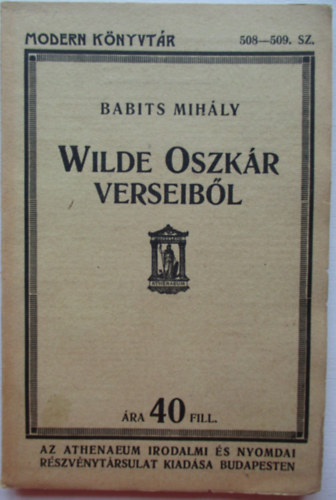 MODERN KÖNYVTÁR 508—509. SZ.
BABITS MIHÁLY
WILDE OSZKÁR
VERSEIBŐL
ATHENAEUM
ÁRA 40 FILL.
AZ ATHENAEUM IRODALMI ÉS NYOMDAI
RÉSZVÉNYTÁRSULAT KIADÁSA BUDAPESTEN